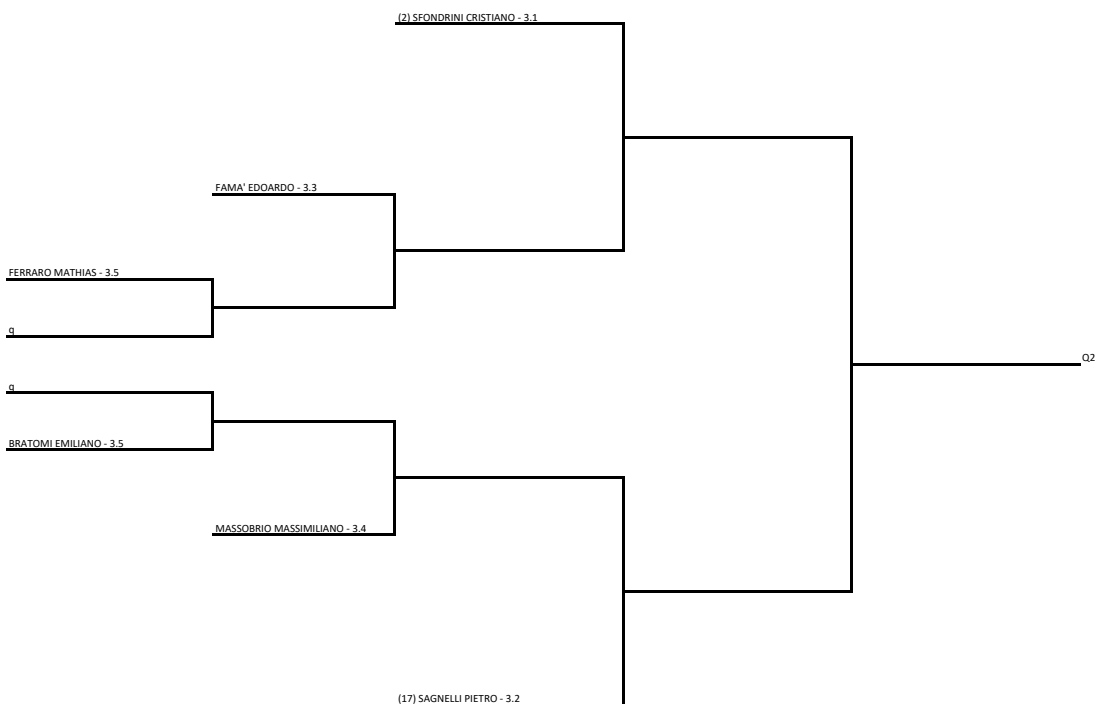 (2) SFONDRINI CRISTIANO - 3.1
FAMA' EDOARDO - 3.3
FERRARO MATHIAS - 3.5
q
Q2
q
BRATOMI EMILIANO - 3.5
MASSOBRIO MASSIMILIANO - 3.4
(17) SAGNELLI PIETRO - 3.2